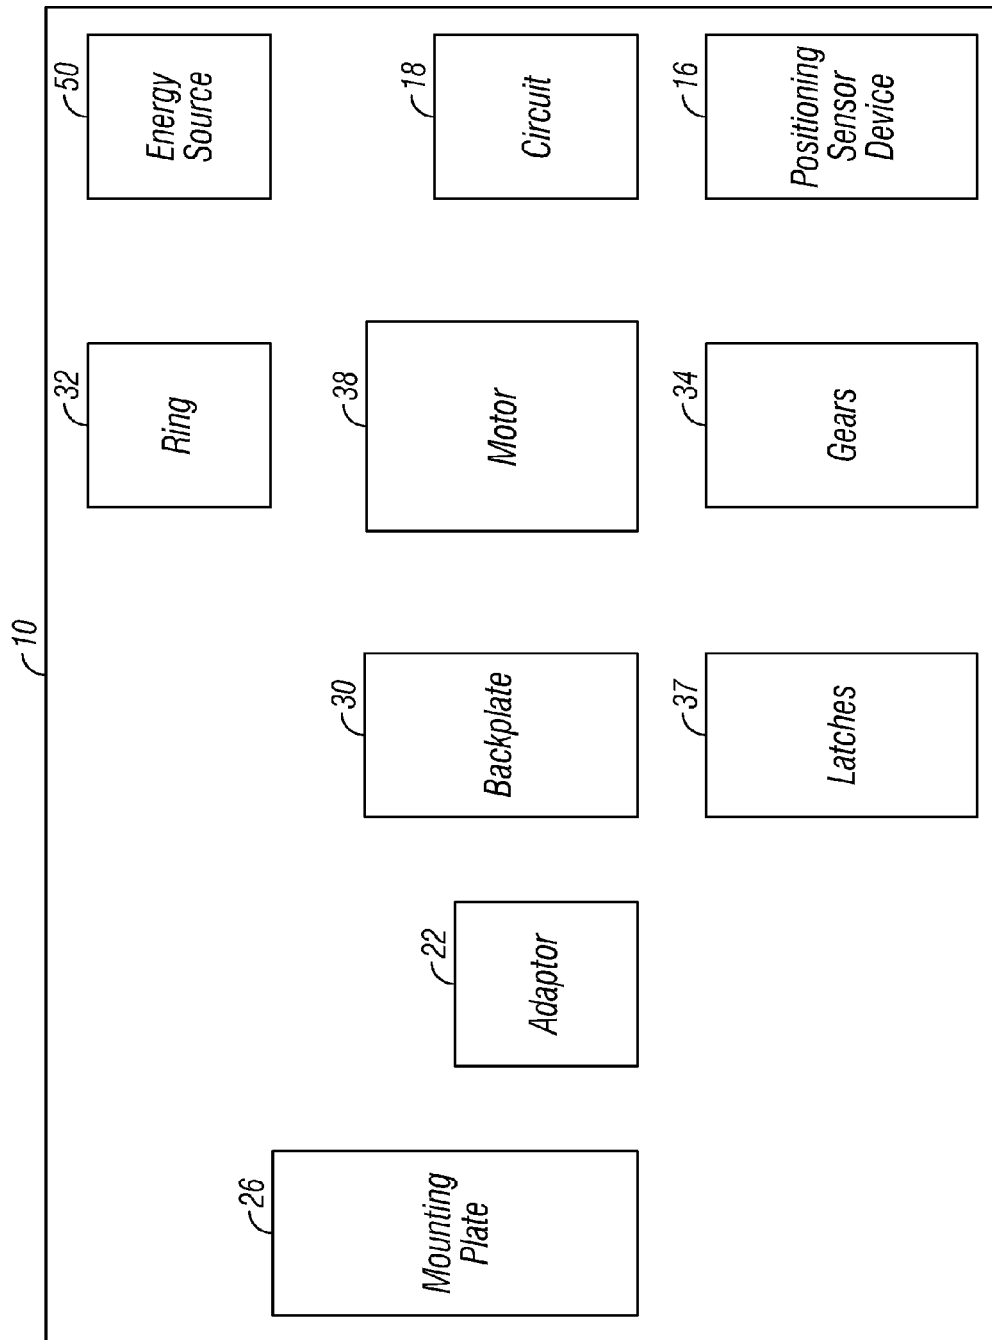 10
26
Mounting
Plate
22
Adaptor
30
Backplate
37
Latches
32
Ring
38
Motor
34
Gears
50
Energy
Source
18
Circuit
16
Positioning
Sensor
Device